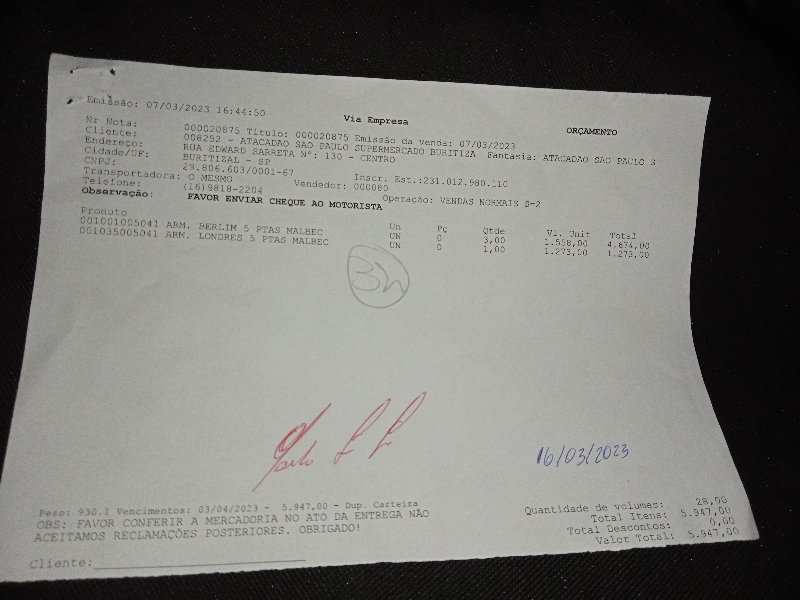 Emissão: 07/03/2023 16:44:50
Via Empresa
ORÇAMENTO
Nr Nota: 000020875 Titulo: 000020875 Emissão da venda: 07/03/2023
Cliente: 008252 - ATACADAO SAO PAULO SUPERMERCADO BURITIZA Fantasia: ATACADAO SAO PAULO S
Endereço: RUA EDWARD SARRETA Nº: 130 - CENTRO
Cidade/UF: BURITIZAL - SP
CNPJ: 29.806.603/0001-67 Inscr. Est.:231.012.980.110
Transportadora: O MESMO Vendedor: 000080
Telefone: (16)9818-2204 Operação: VENDAS NORMAIS S-2
Observação: FAVOR ENVIAR CHEQUE AO MOTORISTA
Produto Un Pç Qtde Vl. Unit Total
001001005041 ARM. BERLIM 5 PTAS MALBEC UN 0 3,00 1.558,00 4.674,00
001035005041 ARM. LONDRES 5 PTAS MALBEC UN 0 1,00 1.273,00 1.273,00
16/03/2023
Peso: 930.1 Vencimentos: 03/04/2023 - 5.947,00 - Dup. Carteira
OBS: FAVOR CONFERIR A MERCADORIA NO ATO DA ENTREGA NÃO
ACEITAMOS RECLAMAÇÕES POSTERIORES. OBRIGADO!
Quantidade de volumes: 28,00
Total Itens: 5.947,00
Total Descontos: 0,00
Valor Total: 5.947,00
Cliente: